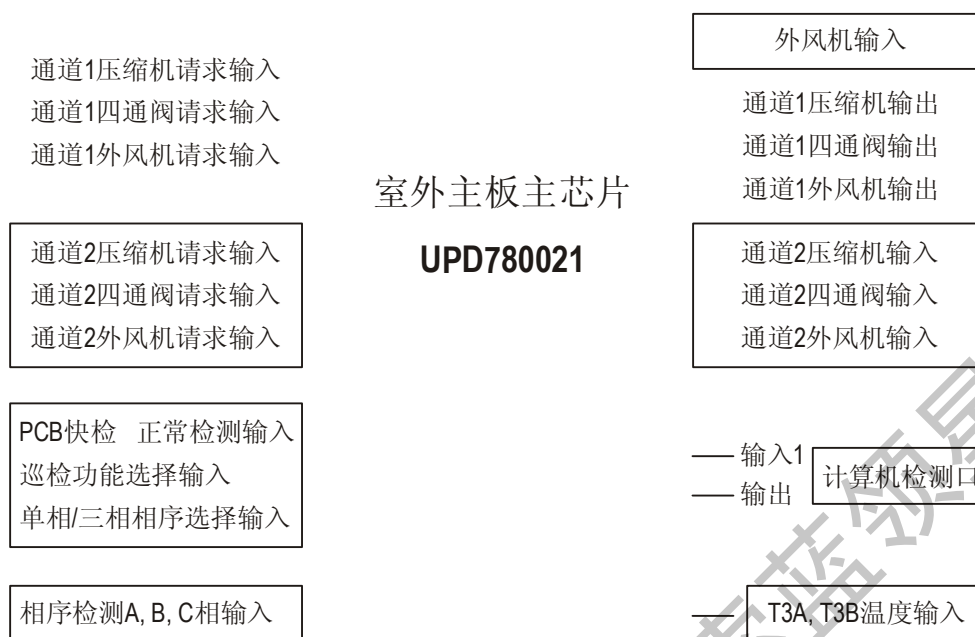 通道1压缩机请求输入
通道1四通阀请求输入
通道1外风机请求输入
通道2压缩机请求输入
通道2四通阀请求输入
通道2外风机请求输入
PCB快检 正常检测输入
巡检功能选择输入
单相/三相相序选择输入
相序检测A, B, C相输入
室外主板主芯片
UPD780021
外风机输入
通道1压缩机输出
通道1四通阀输出
通道1外风机输出
通道2压缩机输入
通道2四通阀输入
通道2外风机输入
输入1
输出
计算机检测口
T3A, T3B温度输入